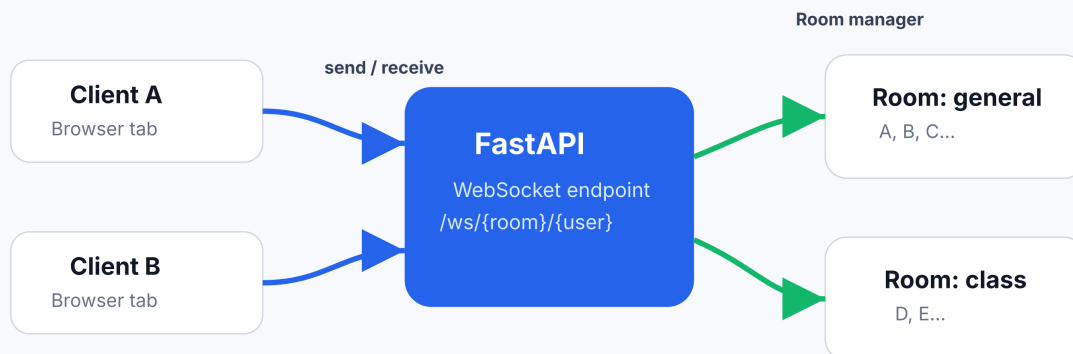 Room manager
send / receive
Client A
Browser tab
FastAPI
WebSocket endpoint
/ws/{room}/{user}
Room: general
A, B, C...
Client B
Browser tab
Room: class
D, E...